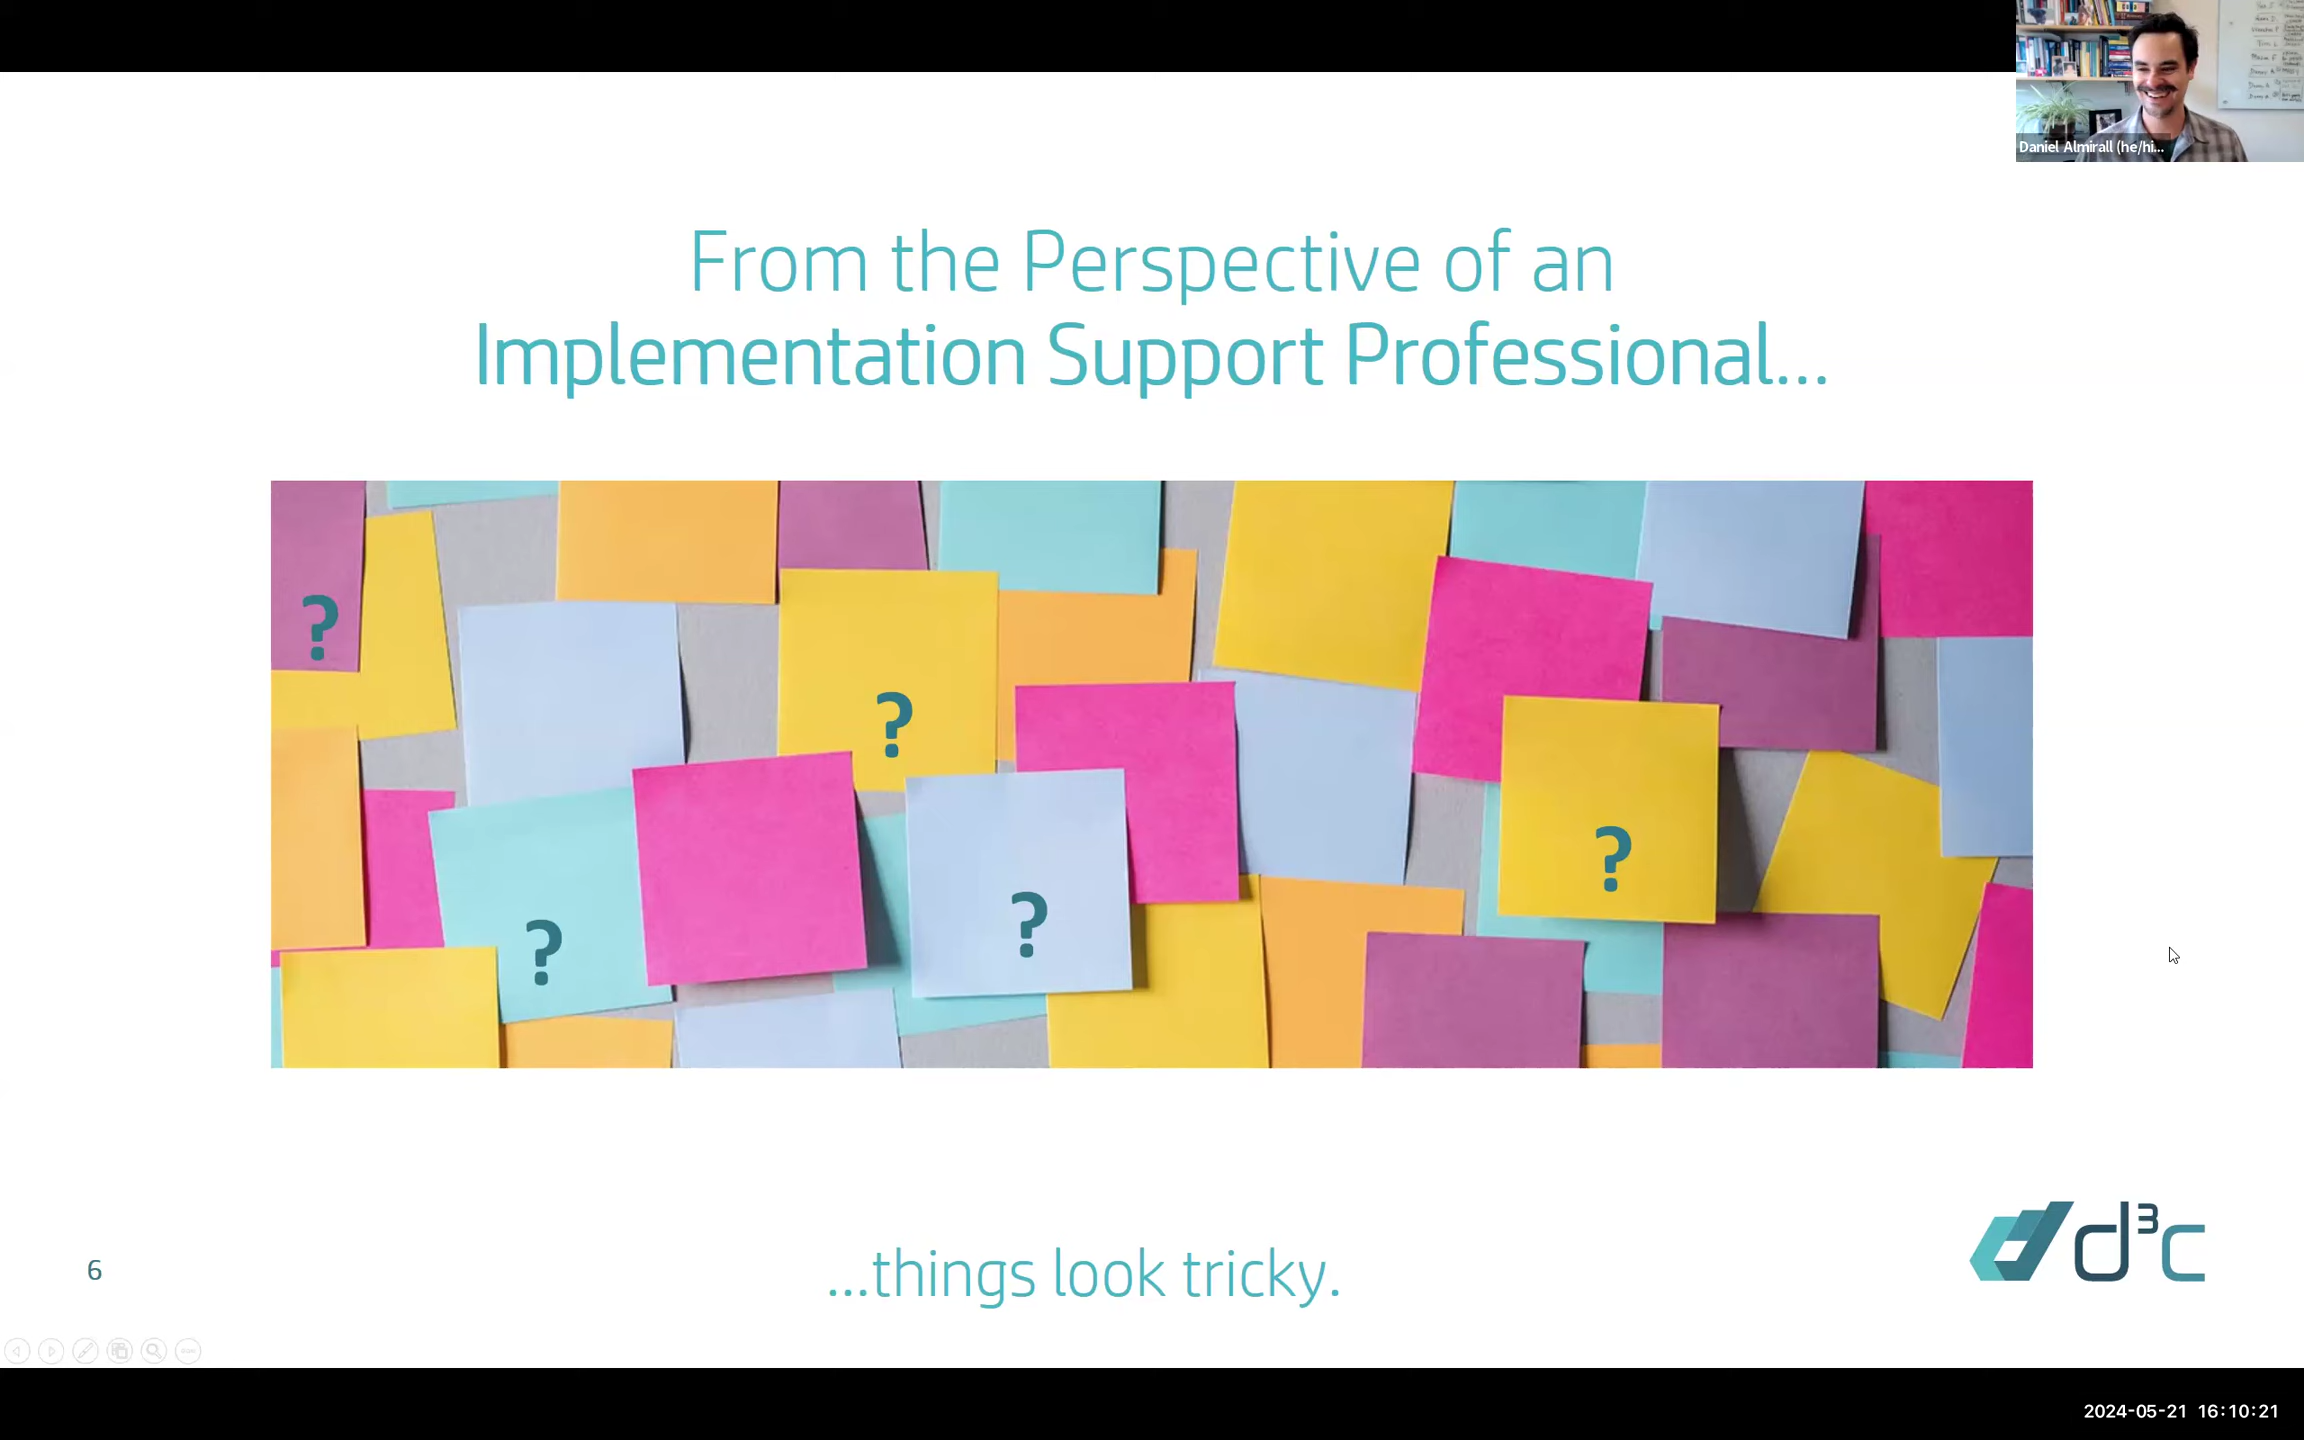 Daniel Almirall (he/hi...
From the Perspective of an
Implementation Support Professional...
?
?
?
?
?
...things look tricky.
6
d³c
2024-05-21 16:10:21